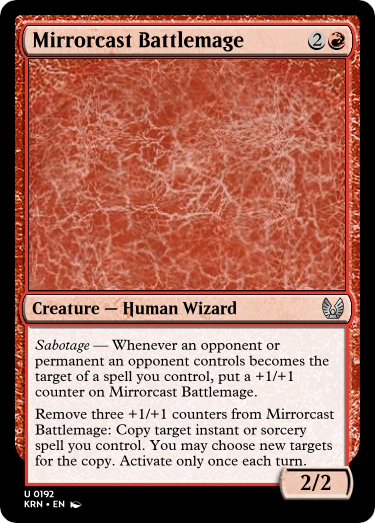 Mirrorcast Battlemage 2
Creature — Human Wizard
Sabotage — Whenever an opponent or
permanent an opponent controls becomes the
target of a spell you control, put a +1/+1
counter on Mirrorcast Battlemage.
Remove three +1/+1 counters from Mirrorcast
Battlemage: Copy target instant or sorcery
spell you control. You may choose new targets
for the copy. Activate only once each turn.
2/2
U 0192
KRN • EN